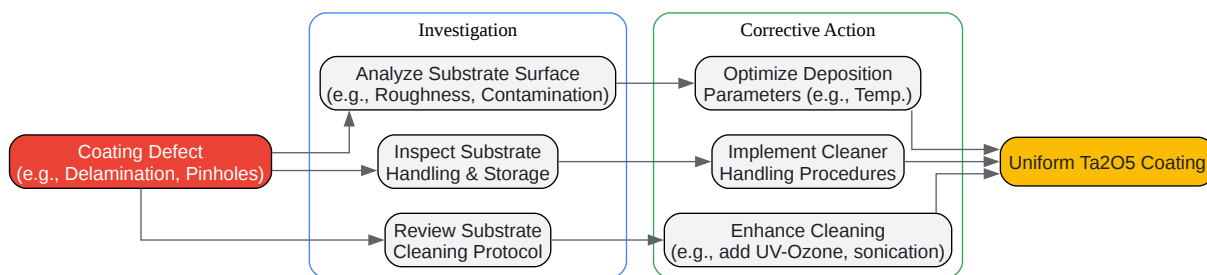 Investigation
Corrective Action
Analyze Substrate Surface
(e.g., Roughness, Contamination)
Optimize Deposition
Parameters (e.g., Temp.)
Coating Defect
(e.g., Delamination, Pinholes)
Inspect Substrate
Handling & Storage
Implement Cleaner
Handling Procedures
Uniform Ta2O5 Coating
Review Substrate
Cleaning Protocol
Enhance Cleaning
(e.g., add UV-Ozone, sonication)